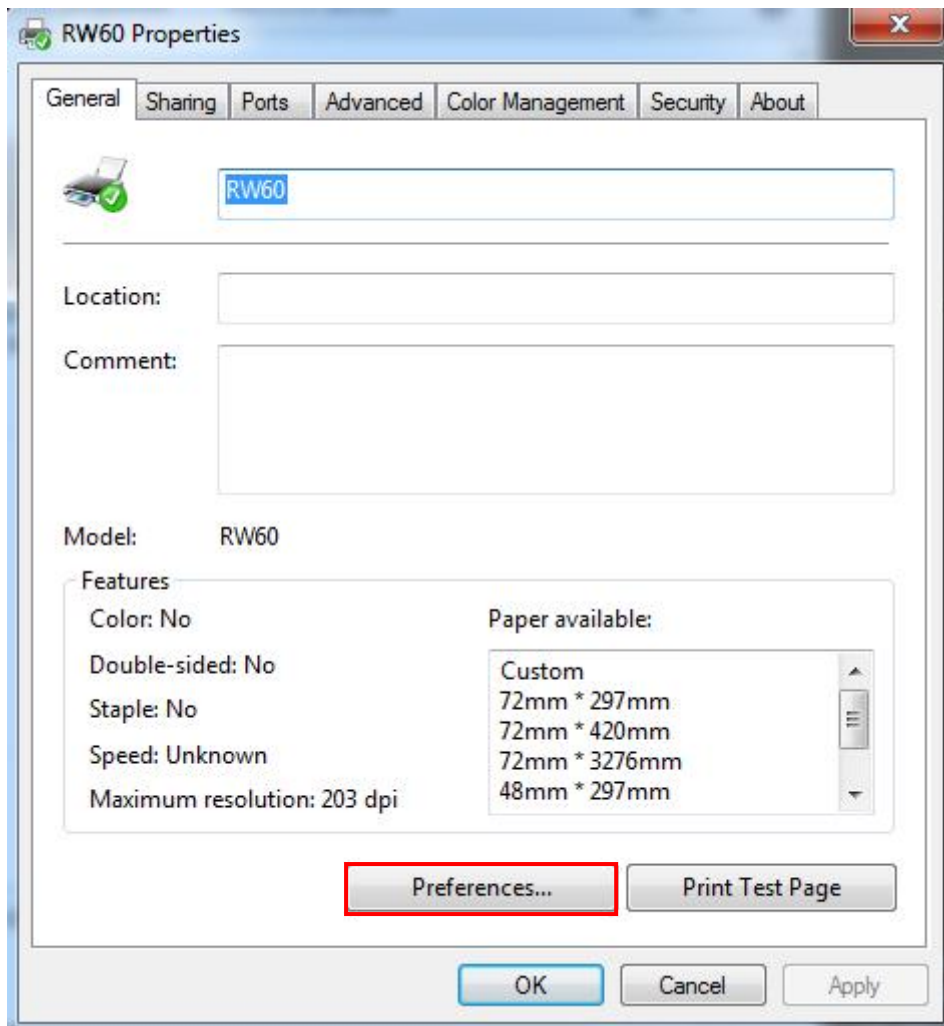 RW60 Properties
General Sharing Ports Advanced Color Management Security About
RW60
Location:
Comment:
Model: RW60
Features
Color: No
Double-sided: No
Staple: No
Speed: Unknown
Maximum resolution: 203 dpi
Paper available:
Custom
72mm * 297mm
72mm * 420mm
72mm * 3276mm
48mm * 297mm
Preferences... Print Test Page
OK Cancel Apply